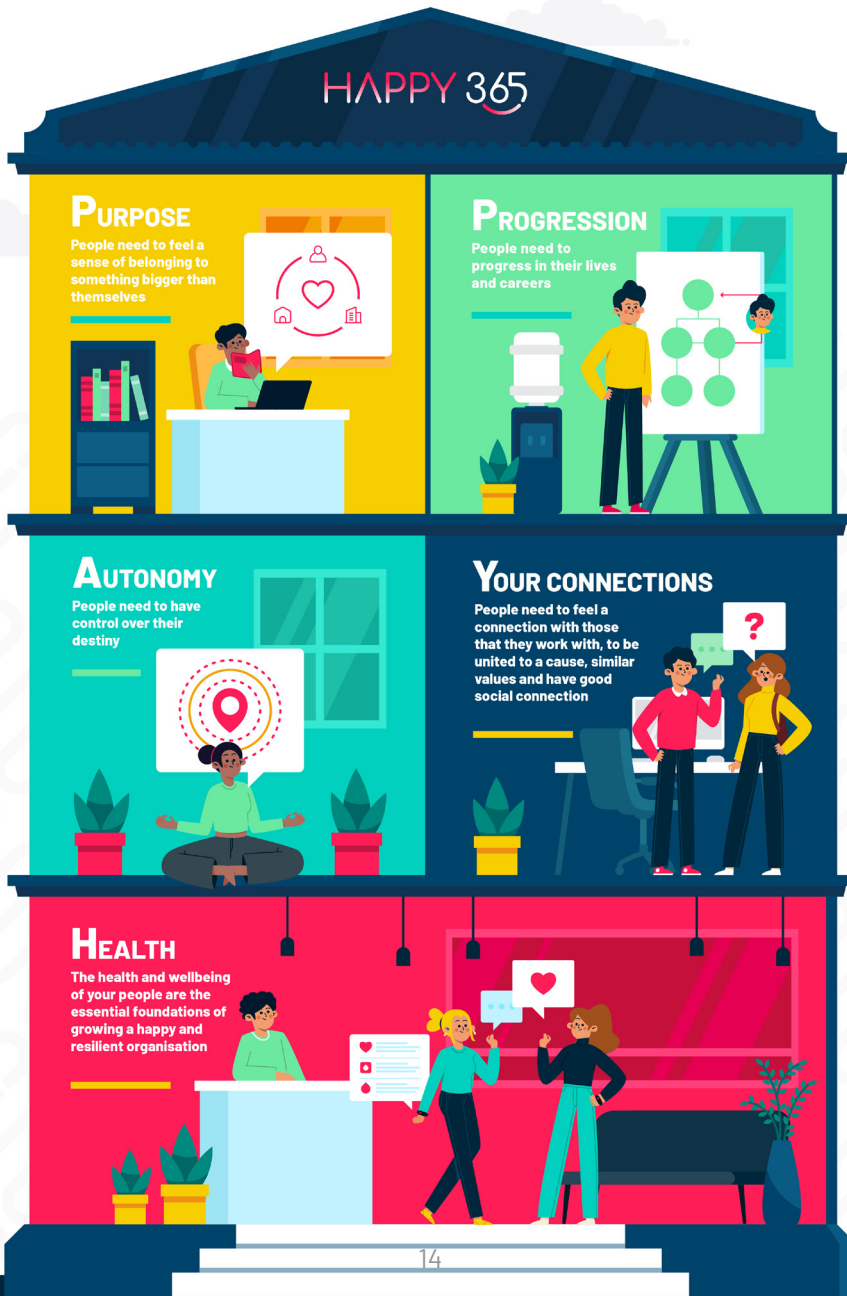 HAPPY 365
PURPOSE
People need to feel a
sense of belonging to
something bigger than
themselves
PROGRESSION
People need to
progress in their lives
and careers
AUTONOMY
People need to have
control over their
destiny
YOUR CONNECTIONS
People need to feel a
connection with those
that they work with, to be
united to a cause, similar
values and have good
social connection
?
HEALTH
The health and wellbeing
of your people are the
essential foundations of
growing a happy and
resilient organisation
14